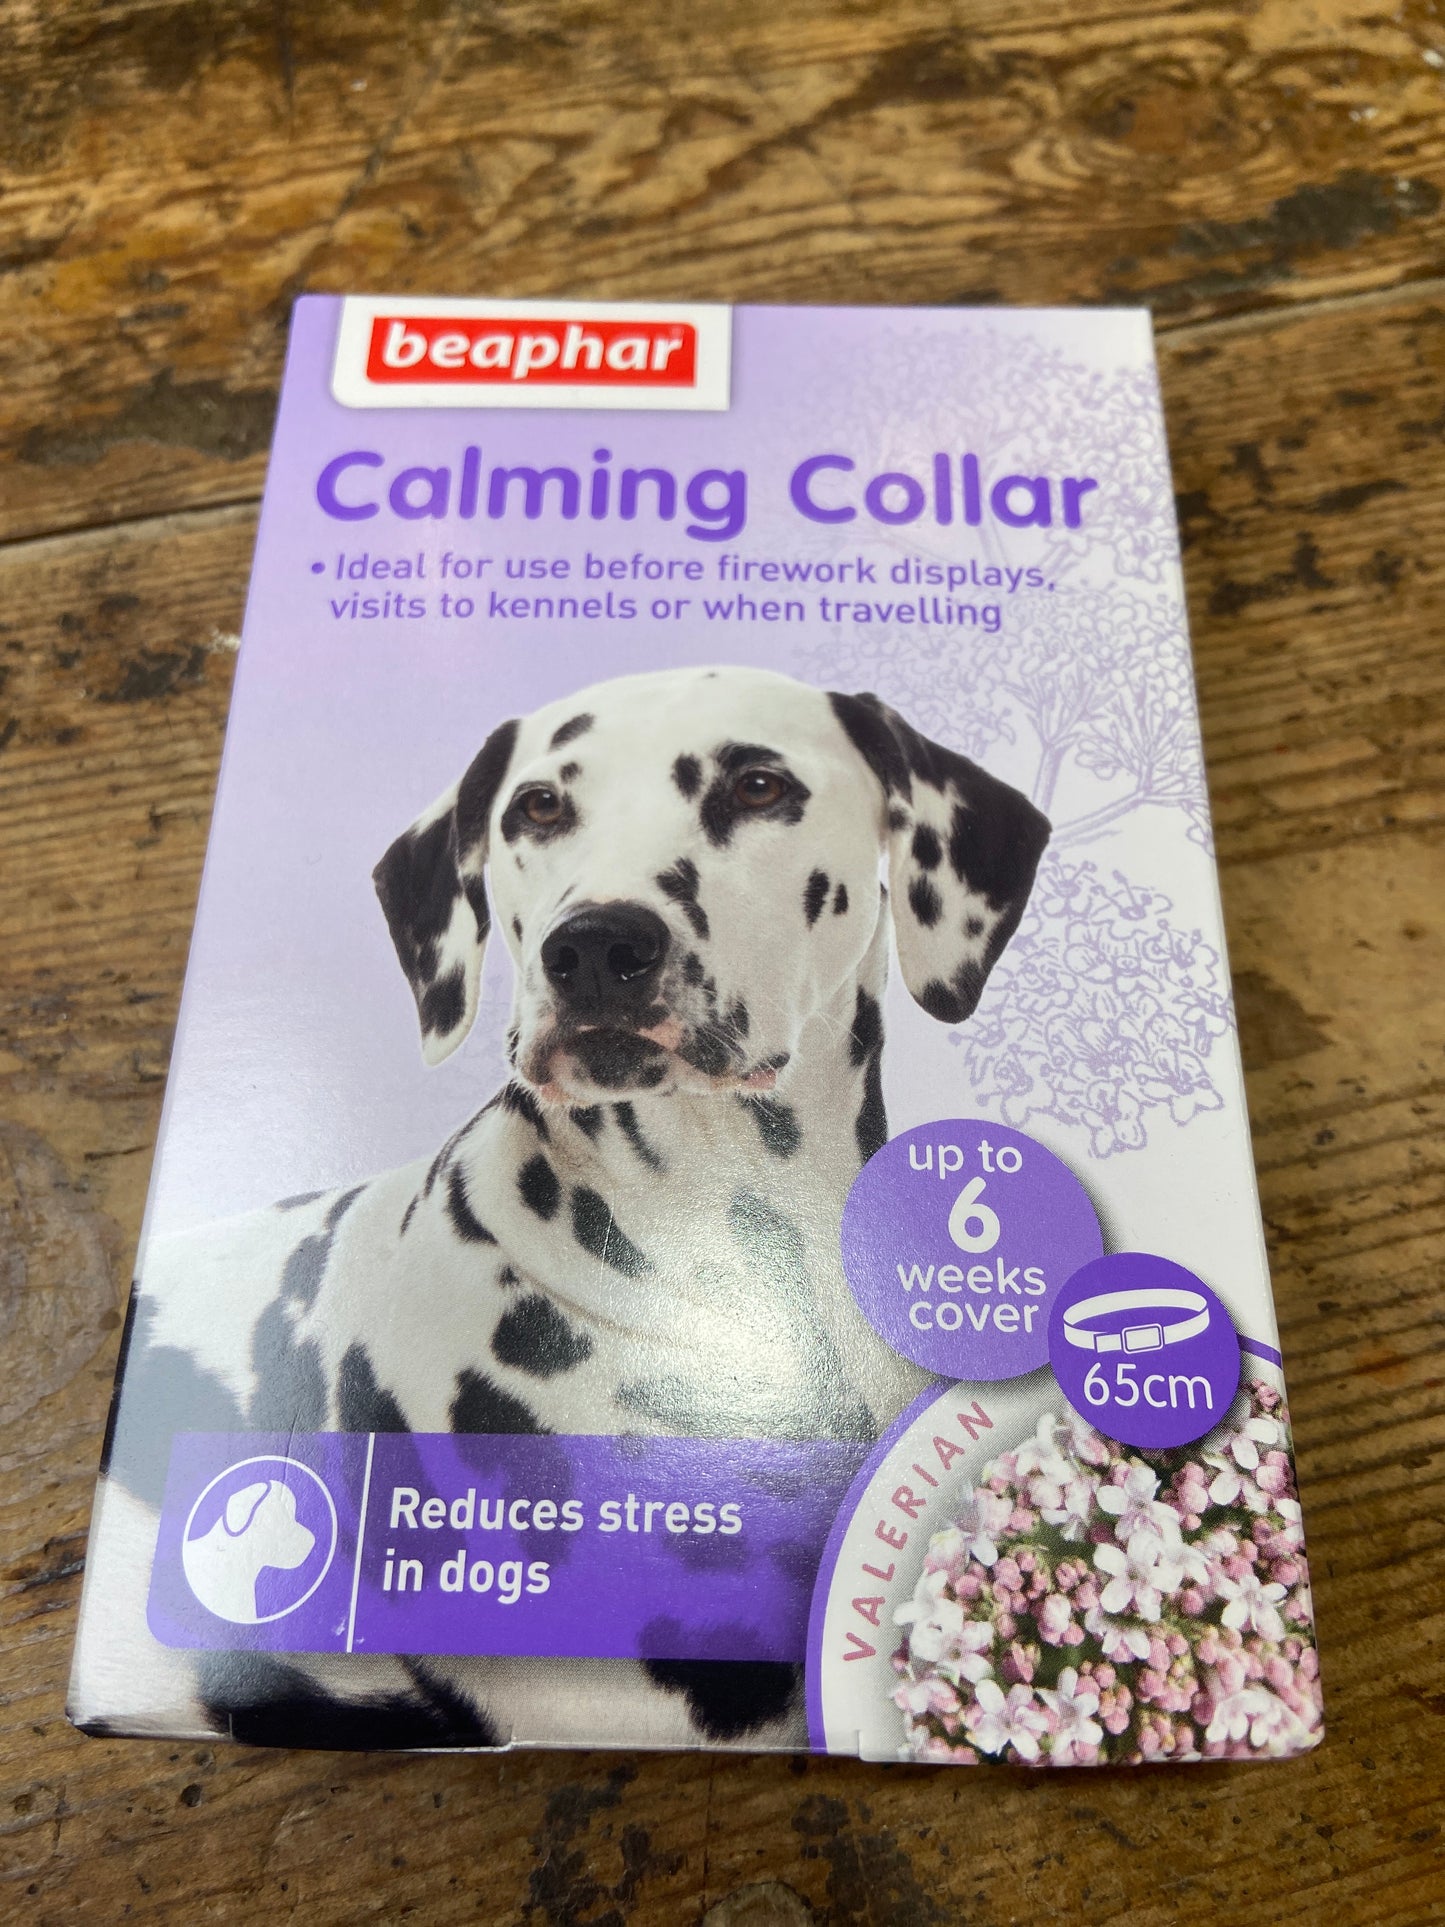 beaphar
Calming Collar
• Ideal for use before firework displays,
visits to kennels or when travelling
up to
6
weeks
cover
65cm
VALERIAN
Reduces stress
in dogs